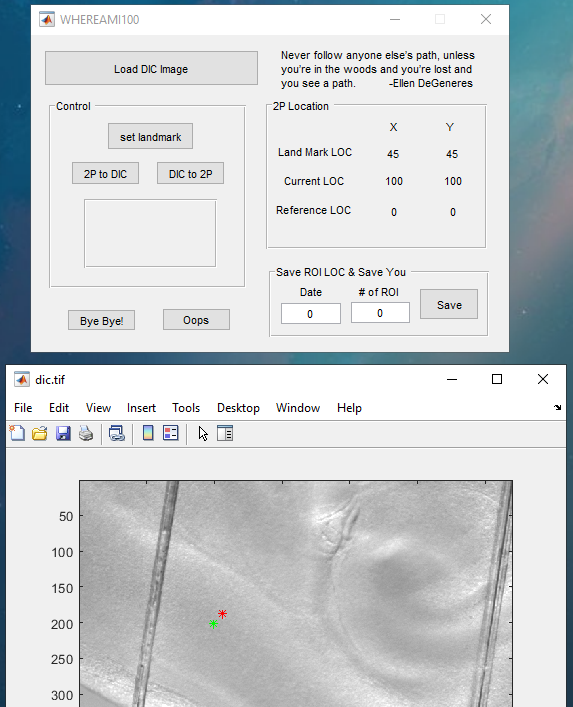 WHEREAMI100
Load DIC Image
Never follow anyone else's path, unless
you're in the woods and you're lost and
you see a path. -Ellen DeGeneres
Control
set landmark
2P to DIC DIC to 2P
2P Location
X Y
Land Mark LOC 45 45
Current LOC 100 100
Reference LOC 0 0
Save ROI LOC & Save You
Date # of ROI
0 0 Save
Bye Bye! Oops
dic.tif
File Edit View Insert Tools Desktop Window Help
50
100
150
200
250
300